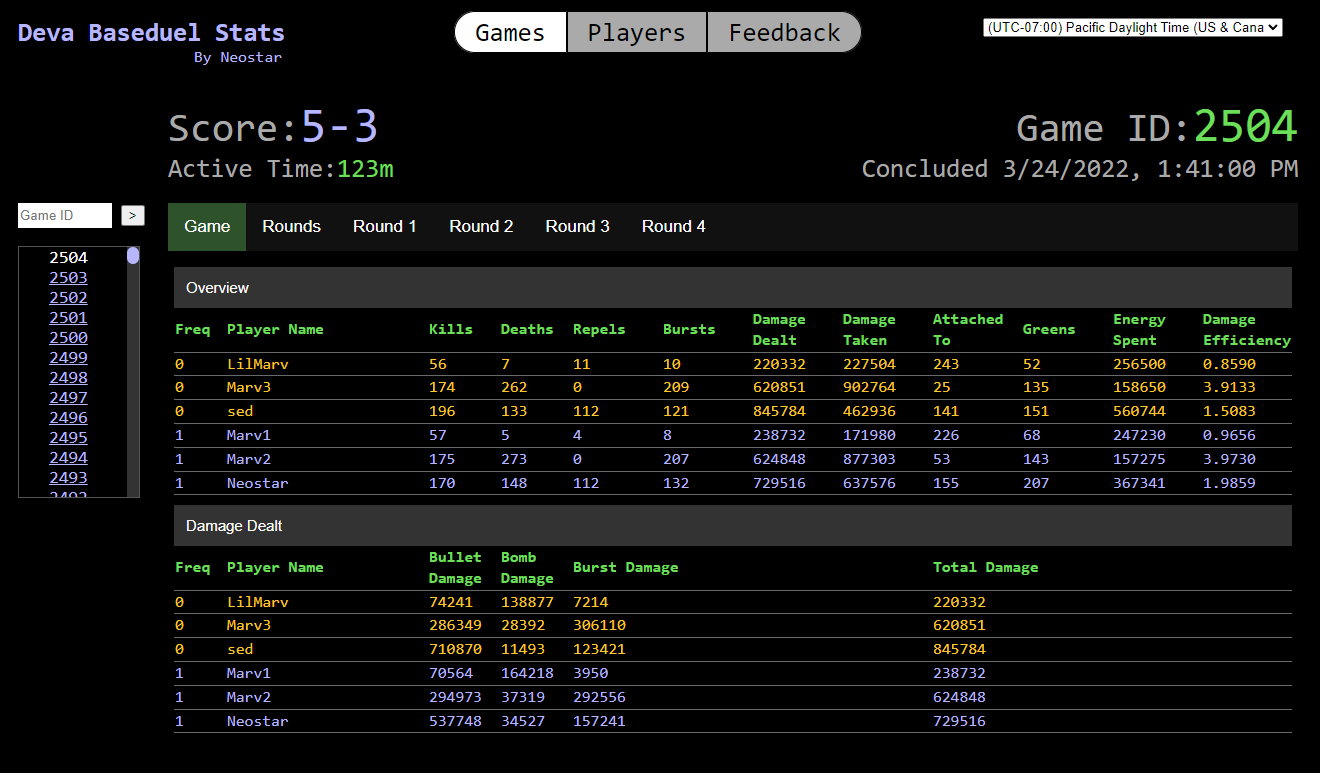 Deva Baseduel Stats
By Neostar
Games Players Feedback
(UTC-07:00) Pacific Daylight Time (US & Cana
Score:5-3
Game ID:2504
Active Time:123m
Concluded 3/24/2022, 1:41:00 PM
Game ID >
2504
2503
2502
2501
2500
2499
2498
2497
2496
2495
2494
2493
2492
Game Rounds Round 1 Round 2 Round 3 Round 4
Overview
Freq Player Name Kills Deaths Repels Bursts Damage Dealt Damage Taken Attached To Greens Energy Spent Damage Efficiency
0 LilMarv 56 7 11 10 220332 227504 243 52 256500 0.8590
0 Marv3 174 262 0 209 620851 902764 25 135 158650 3.9133
0 sed 196 133 112 121 845784 462936 141 151 560744 1.5083
1 Marv1 57 5 4 8 238732 171980 226 68 247230 0.9656
1 Marv2 175 273 0 207 624848 877303 53 143 157275 3.9730
1 Neostar 170 148 112 132 729516 637576 155 207 367341 1.9859
Damage Dealt
Freq Player Name Bullet Damage Bomb Damage Burst Damage Total Damage
0 LilMarv 74241 138877 7214 220332
0 Marv3 286349 28392 306110 620851
0 sed 710870 11493 123421 845784
1 Marv1 70564 164218 3950 238732
1 Marv2 294973 37319 292556 624848
1 Neostar 537748 34527 157241 729516